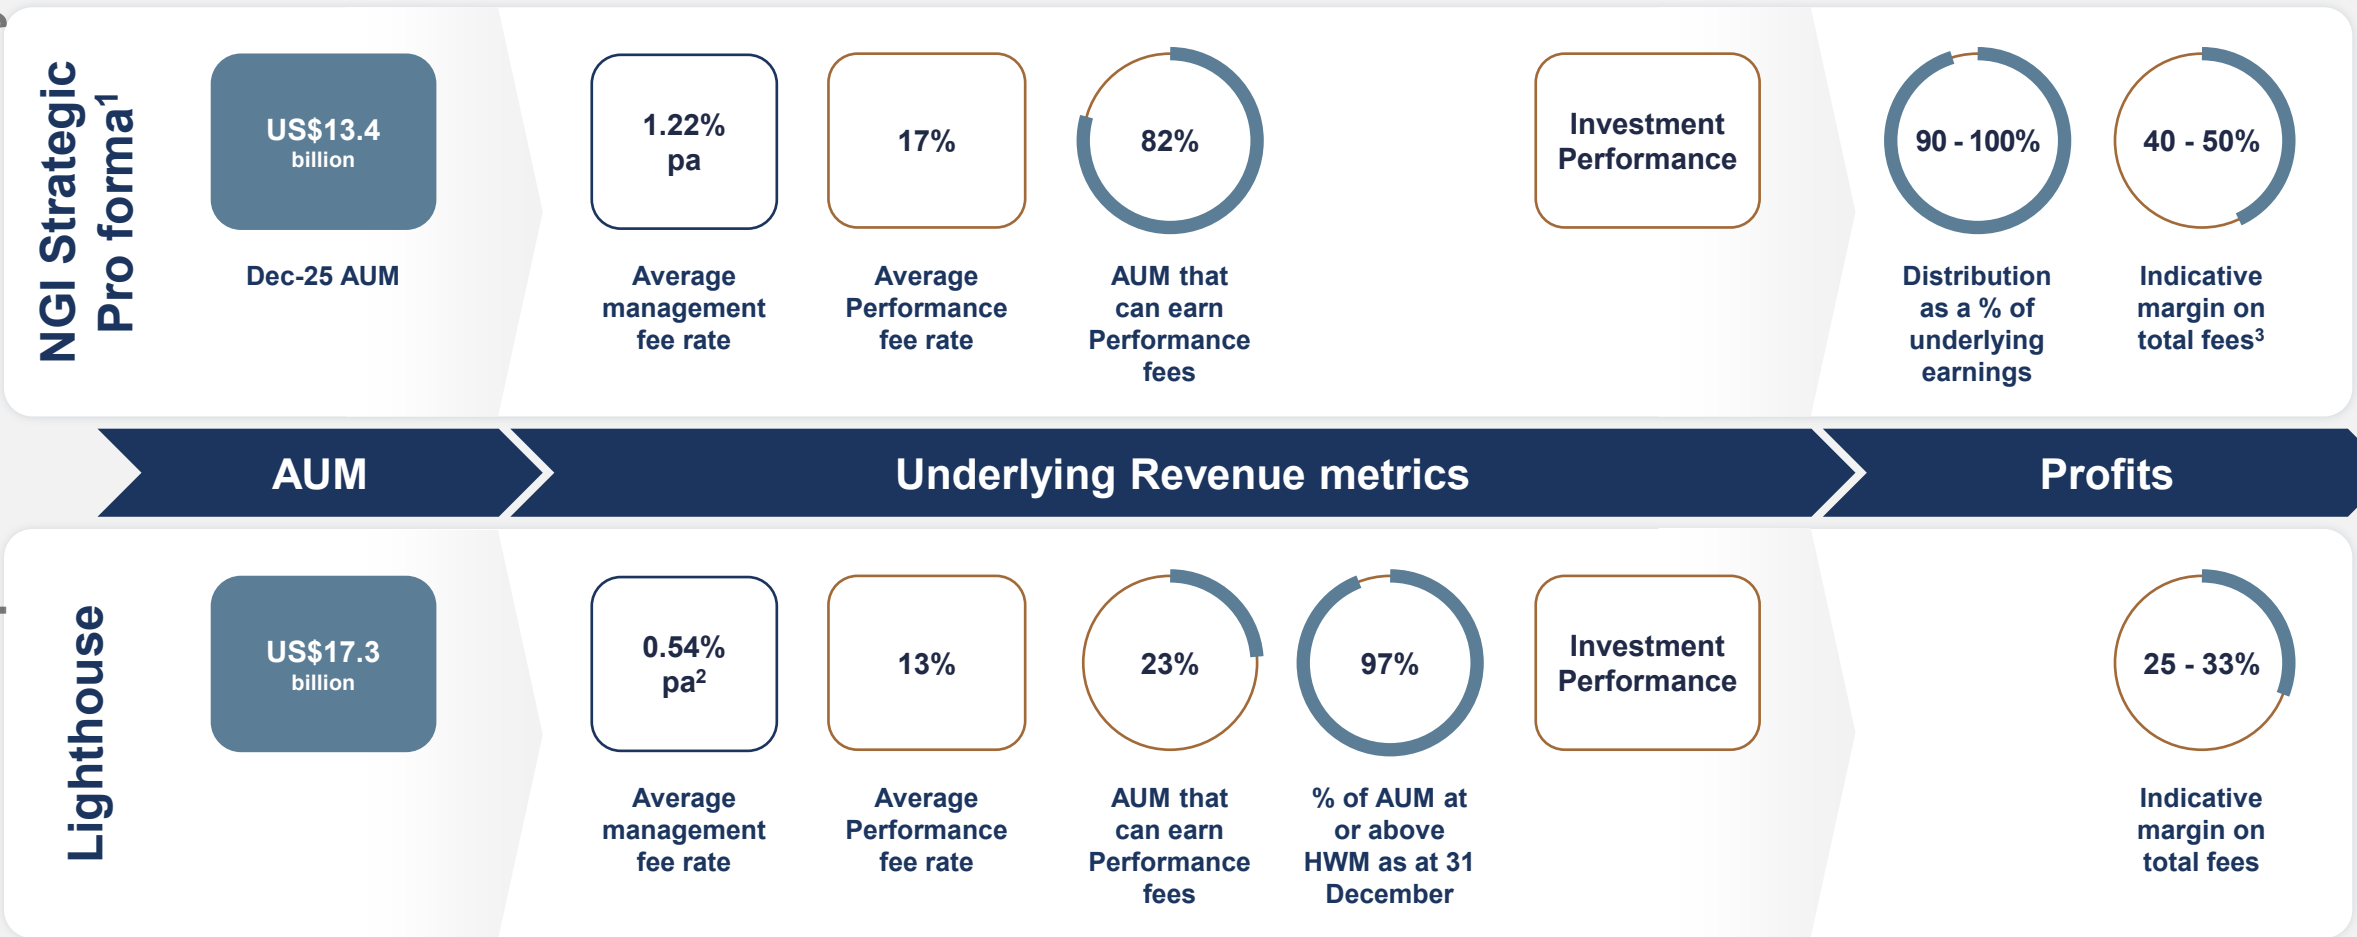 NGI Strategic
Pro forma¹
US$13.4
billion
Dec-25 AUM
1.22%
pa
Average
management
fee rate
17%
Average
Performance
fee rate
82%
AUM that
can earn
Performance
fees
Investment
Performance
90 - 100%
Distribution
as a % of
underlying
earnings
40 - 50%
Indicative
margin on
total fees³
AUM
Underlying Revenue metrics
Profits
Lighthouse
US$17.3
billion
0.54%
pa²
Average
management
fee rate
13%
Average
Performance
fee rate
23%
AUM that
can earn
Performance
fees
97%
% of AUM at
or above
HWM as at 31
December
Investment
Performance
25 - 33%
Indicative
margin on
total fees